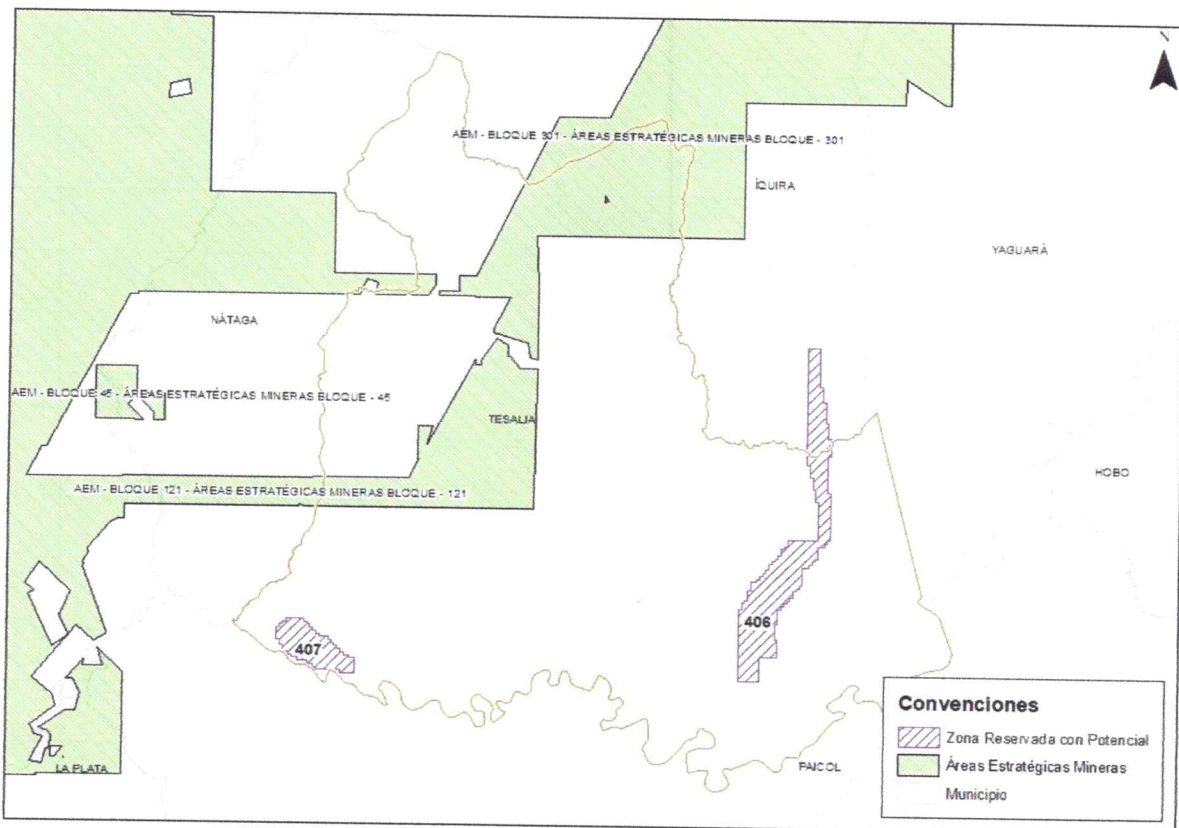 N
AEM - BLOQUE 301 - ÁREAS ESTRATÉGICAS MINERAS BLOQUE - 301
ÍQUIRA
YAGUARÁ
NÁTAGA
AEM - BLOQUE 45 - ÁREAS ESTRATÉGICAS MINERAS BLOQUE - 45
TESALIA
HOBO
AEM - BLOQUE 121 - ÁREAS ESTRATÉGICAS MINERAS BLOQUE - 121
406
407
LA PLATA
PAICOL
Convenciones
Zona Reservada con Potencial
Áreas Estratégicas Mineras
Municipio